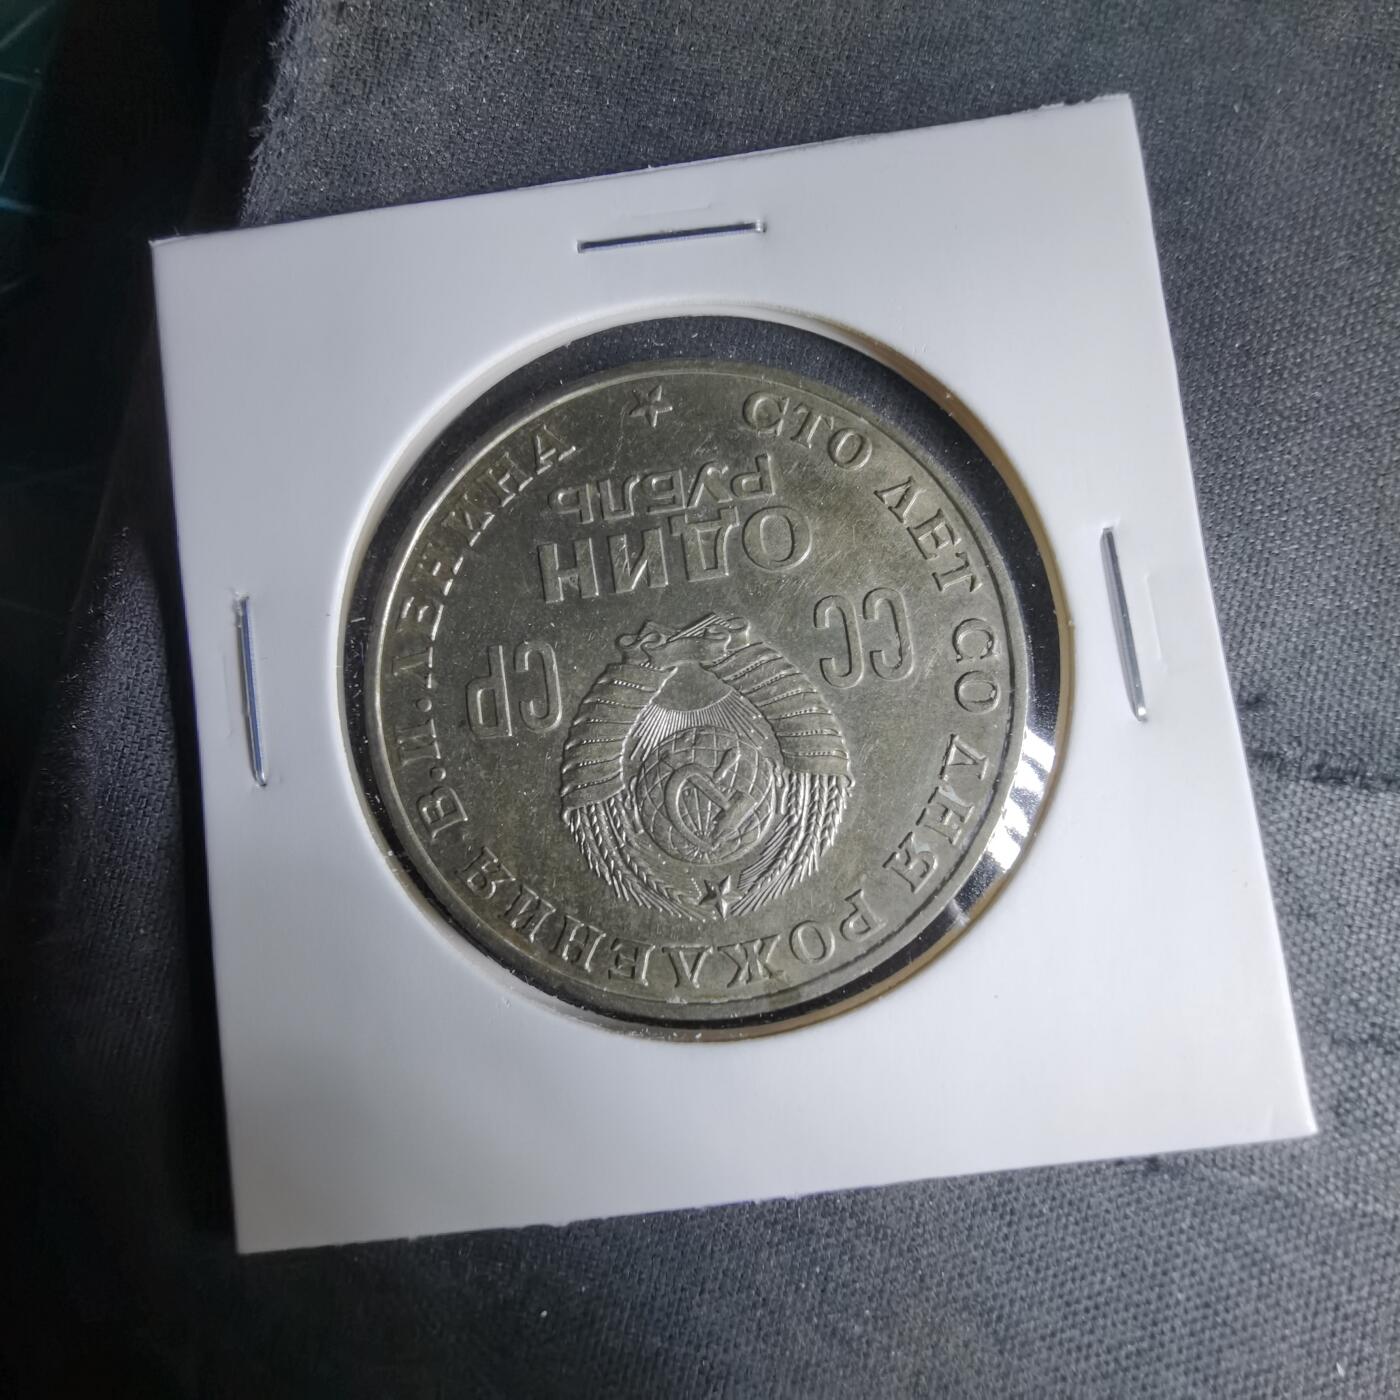 СТО ЛЕТ СО ДНЯ РОЖДЕНИЯ В.И.ЛЕНИНА
СС СР
ОДИН
РУБЛЬ